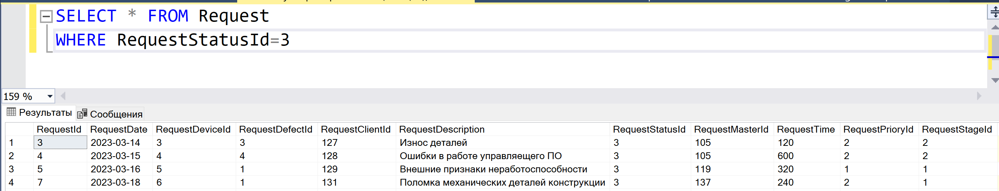 SELECT * FROM Request
WHERE RequestStatusId=3
159 %
Результаты Сообщения
RequestId RequestDate RequestDeviceId RequestDefectId RequestClientId RequestDescription RequestStatusId RequestMasterId RequestTime RequestPrioryId RequestStageId
1 3 2023-03-14 3 3 127 Износ деталей 3 105 120 2 2
2 4 2023-03-15 4 4 128 Ошибки в работе управляещего ПО 3 105 600 2 2
3 5 2023-03-16 5 1 129 Внешние признаки неработоспособности 3 119 320 1 1
4 7 2023-03-18 6 1 131 Поломка механических деталей конструкции 3 137 240 2 1